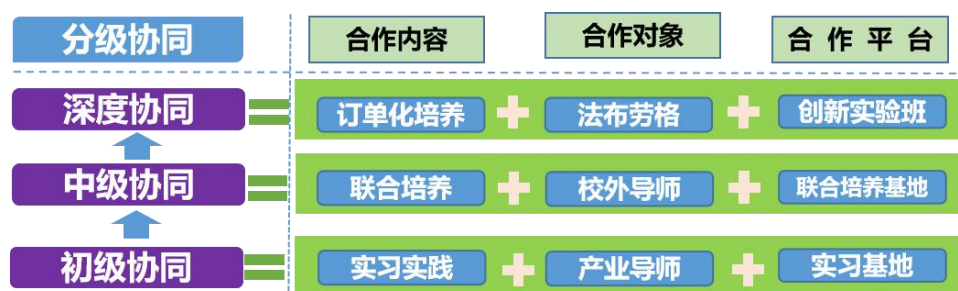 分级协同 合作内容 合作对象 合作平台
深度协同 = 订单化培养 + 法布劳格 + 创新实验班
中级协同 = 联合培养 + 校外导师 + 联合培养基地
初级协同 = 实习实践 + 产业导师 + 实习基地